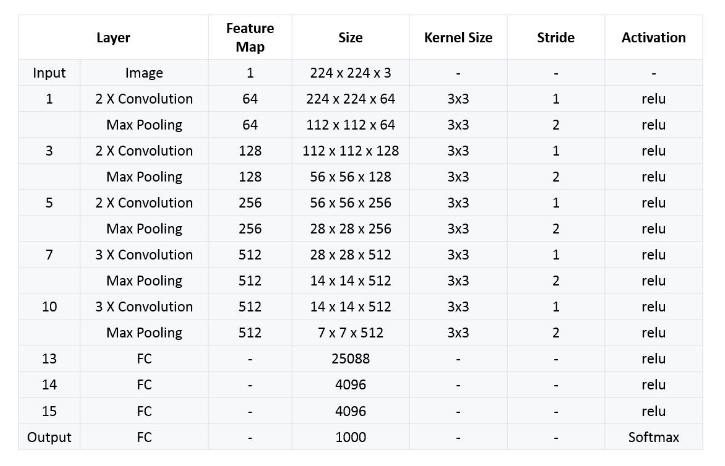 Layer Feature Map Size Kernel Size Stride Activation
Input Image 1 224 x 224 x 3 - - -
1 2 X Convolution 64 224 x 224 x 64 3x3 1 relu
Max Pooling 64 112 x 112 x 64 3x3 2 relu
3 2 X Convolution 128 112 x 112 x 128 3x3 1 relu
Max Pooling 128 56 x 56 x 128 3x3 2 relu
5 2 X Convolution 256 56 x 56 x 256 3x3 1 relu
Max Pooling 256 28 x 28 x 256 3x3 2 relu
7 3 X Convolution 512 28 x 28 x 512 3x3 1 relu
Max Pooling 512 14 x 14 x 512 3x3 2 relu
10 3 X Convolution 512 14 x 14 x 512 3x3 1 relu
Max Pooling 512 7 x 7 x 512 3x3 2 relu
13 FC - 25088 - - relu
14 FC - 4096 - - relu
15 FC - 4096 - - relu
Output FC - 1000 - - Softmax